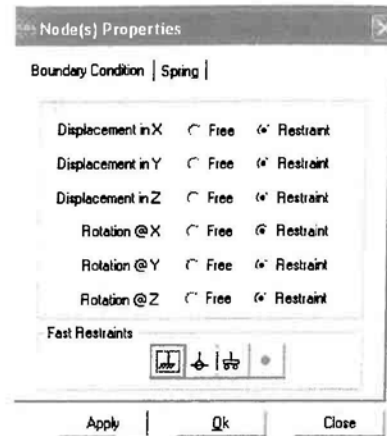 Node(s) Properties
Boundary Condition Spring
Displacement in X Free Restraint
Displacement in Y Free Restraint
Displacement in Z Free Restraint
Rotation @ X Free Restraint
Rotation @ Y Free Restraint
Rotation @ Z Free Restraint
Fast Restraints
Apply Ok Close